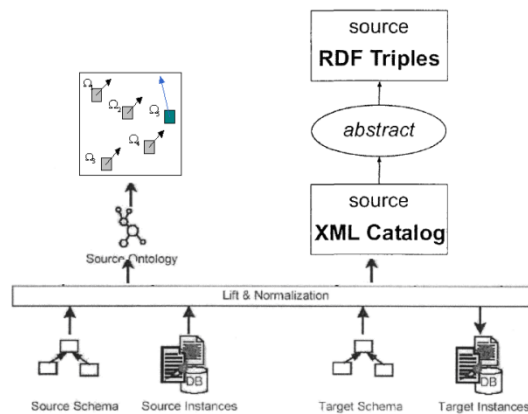 source
RDF Triples
abstract
source
XML Catalog
Source Ontology
Lift & Normalization
DB
DB
Source Schema
Source Instances
Target Schema
Target Instances